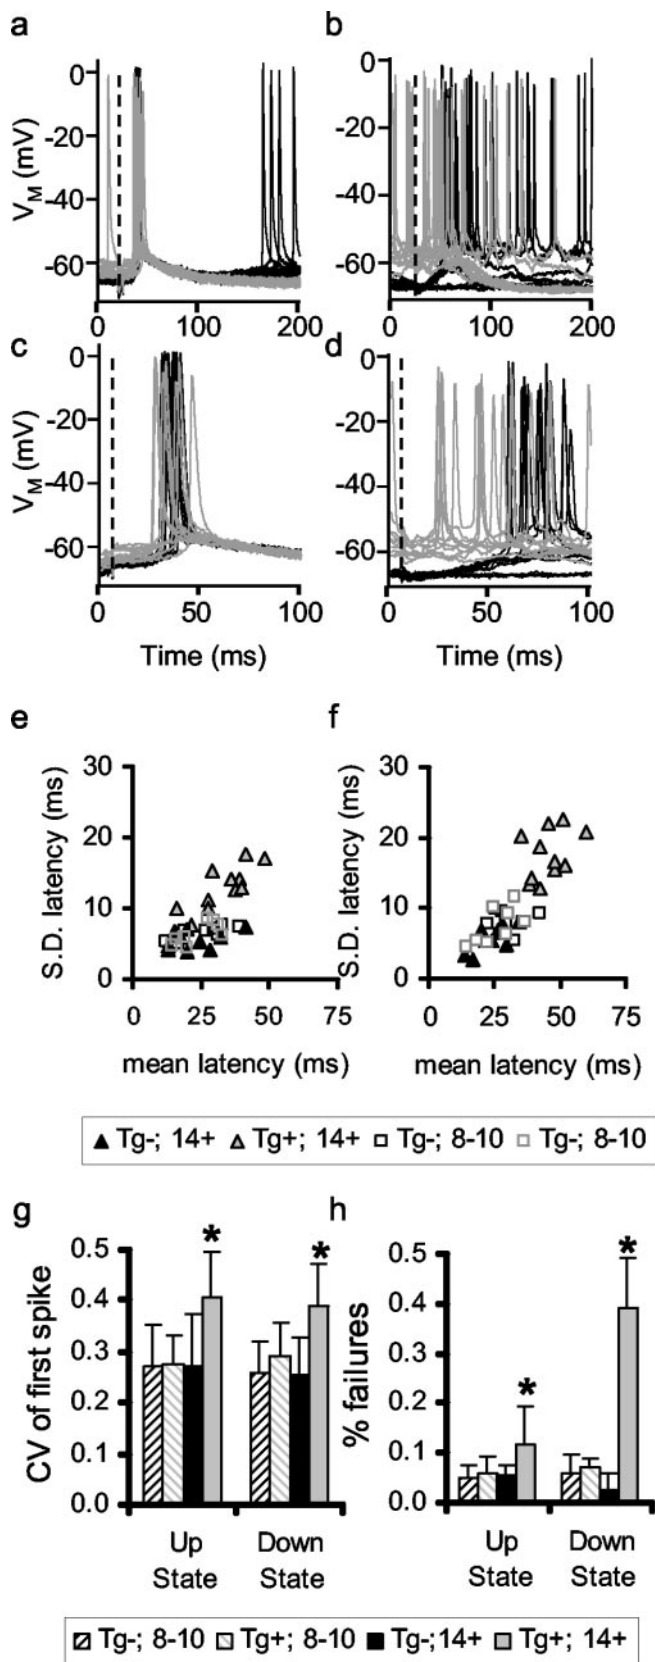 a
b
0
-20
-40
-60
V_M (mV)
0
100
200
0
-20
-40
-60
0
100
200
c
d
0
-20
-40
-60
V_M (mV)
0
50
100
Time (ms)
0
-20
-40
-60
0
50
100
Time (ms)
e
f
S.D. latency (ms)
30
20
10
0
0
25
50
75
mean latency (ms)
S.D. latency (ms)
30
20
10
0
0
25
50
75
mean latency (ms)
Tg-; 14+ Tg+; 14+ Tg-; 8-10 Tg-; 8-10
g
h
CV of first spike
0.5
0.4
0.3
0.2
0.1
0.0
*
*
Up
State
Down
State
% failures
0.5
0.4
0.3
0.2
0.1
0.0
*
*
Up
State
Down
State
Tg-; 8-10 Tg+; 8-10 Tg-;14+ Tg+; 14+